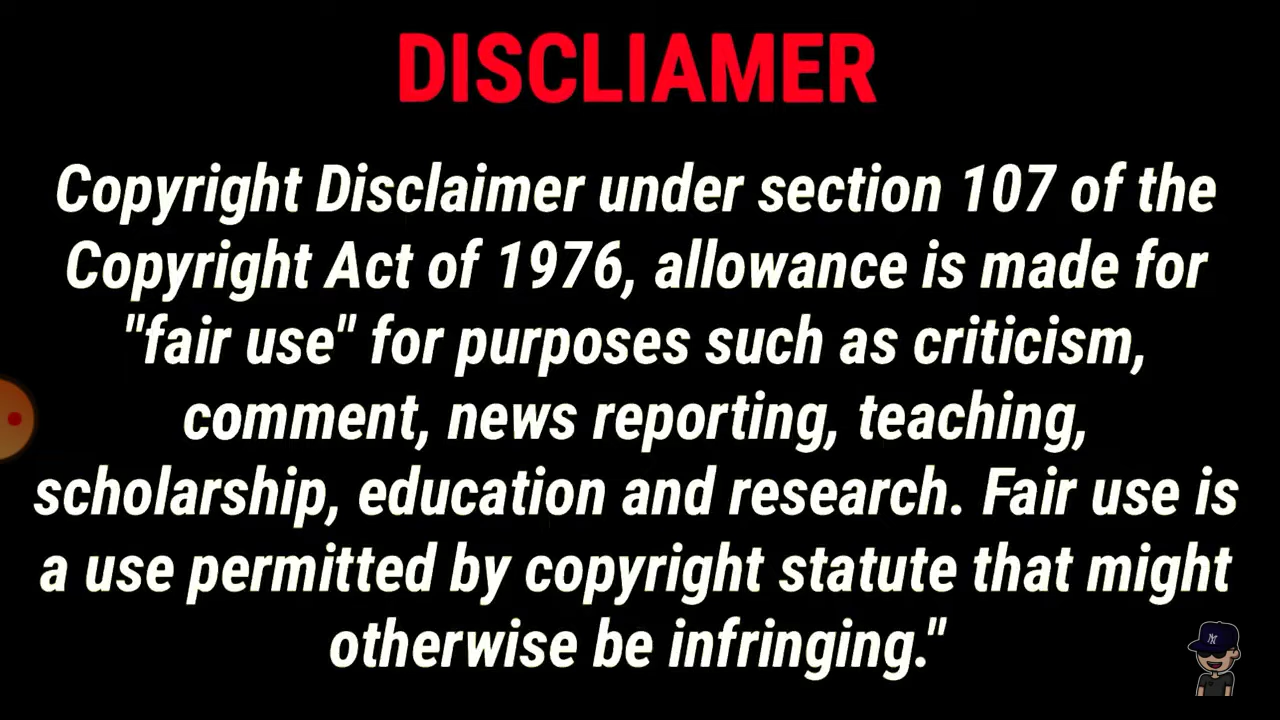 DISCLIAMER
Copyright Disclaimer under section 107 of the
Copyright Act of 1976, allowance is made for
"fair use" for purposes such as criticism,
comment, news reporting, teaching,
scholarship, education and research. Fair use is
a use permitted by copyright statute that might
otherwise be infringing."
NY